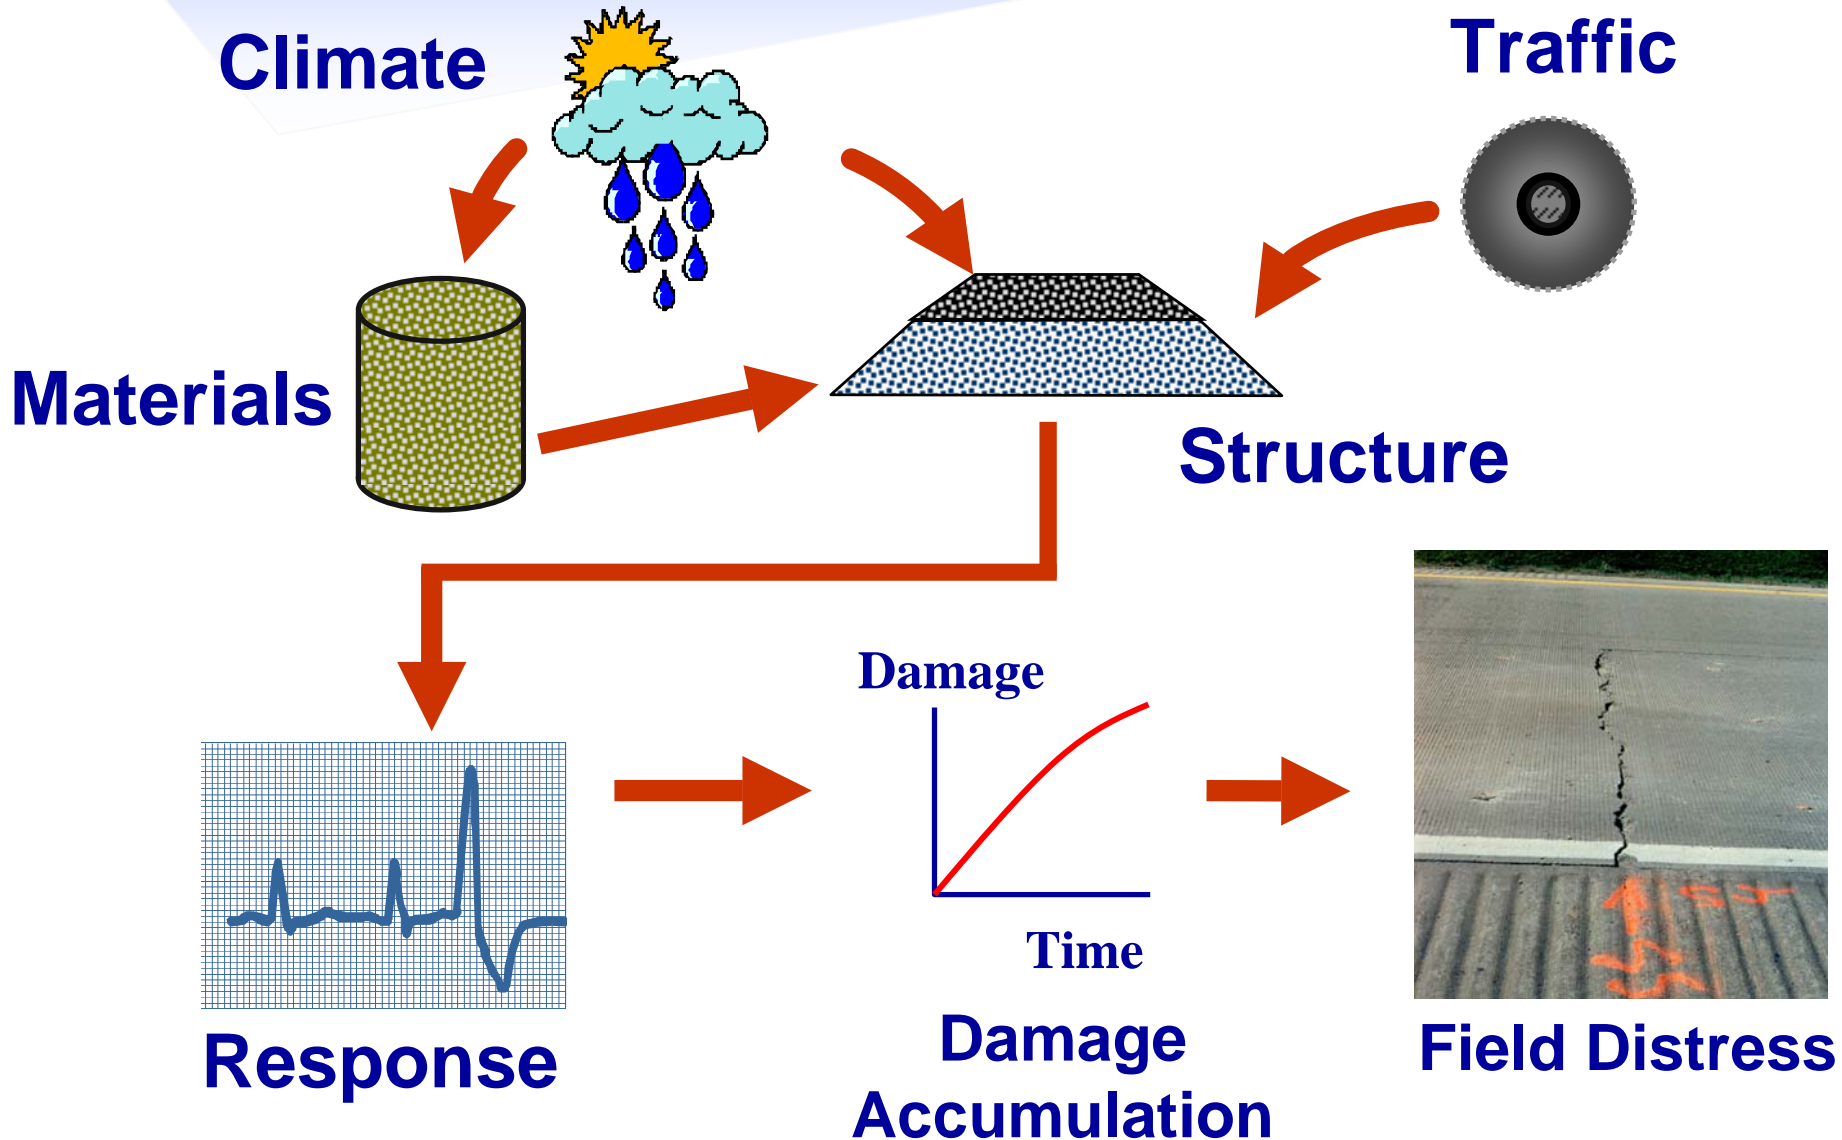 Climate
Traffic
Materials
Structure
Damage
Time
Response
Damage
Accumulation
Field Distress